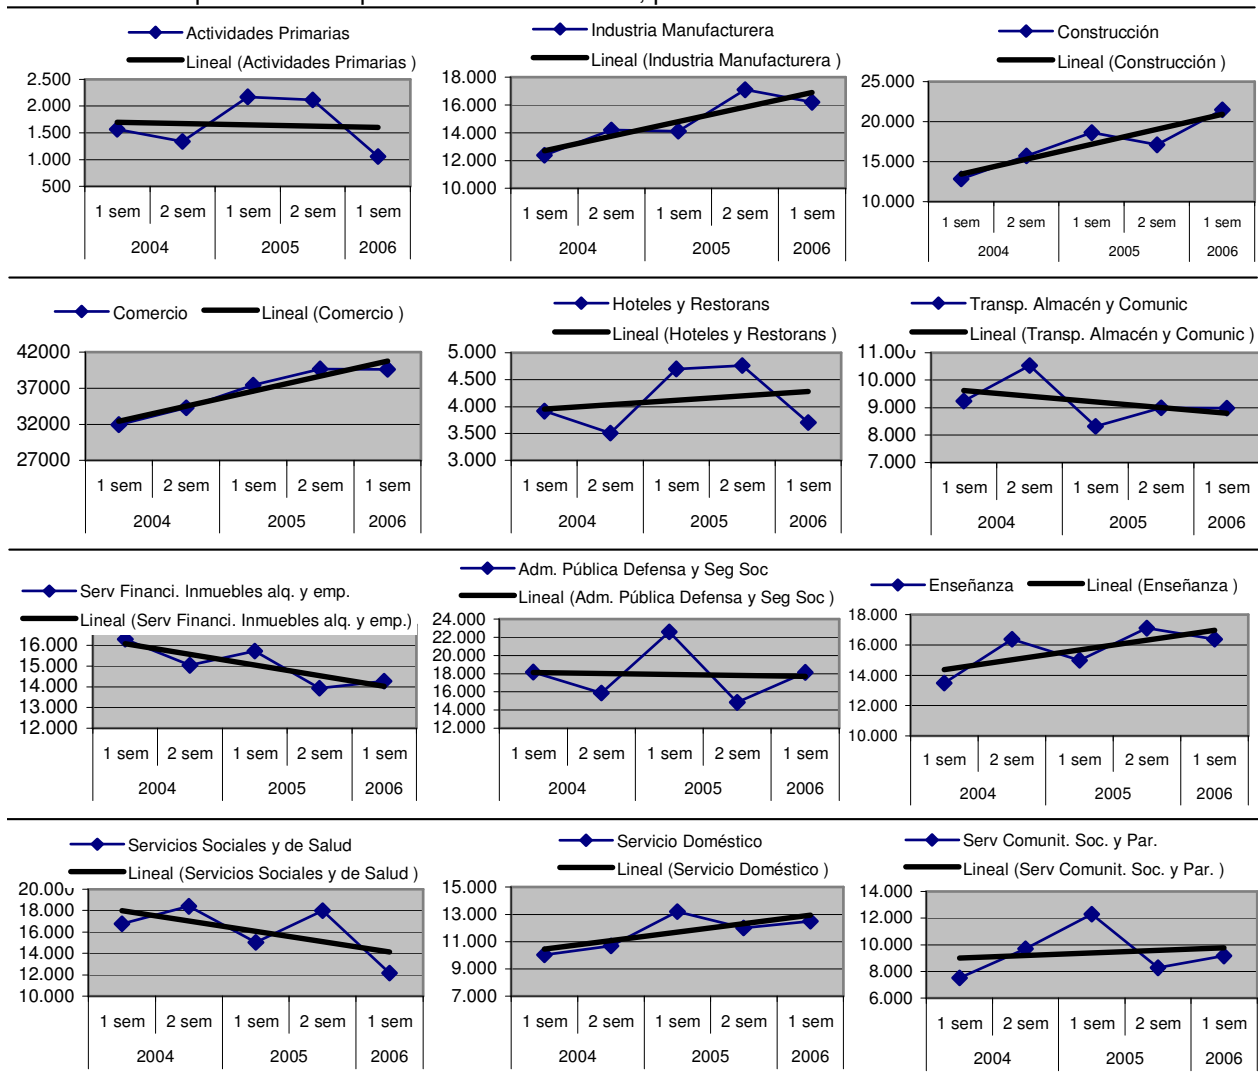 Actividades Primarias
Lineal (Actividades Primarias )
2.500
2.000
1.500
1.000
500
1 sem 2 sem 1 sem 2 sem 1 sem
2004 2005 2006
Industria Manufacturera
Lineal (Industria Manufacturera )
18.000
16.000
14.000
12.000
10.000
1 sem 2 sem 1 sem 2 sem 1 sem
2004 2005 2006
Construcción
Lineal (Construcción )
25.000
20.000
15.000
10.000
1 sem 2 sem 1 sem 2 sem 1 sem
2004 2005 2006
Comercio Lineal (Comercio )
42000
37000
32000
27000
1 sem 2 sem 1 sem 2 sem 1 sem
2004 2005 2006
Hoteles y Restorans
Lineal (Hoteles y Restorans )
5.000
4.500
4.000
3.500
3.000
1 sem 2 sem 1 sem 2 sem 1 sem
2004 2005 2006
Transp. Almacén y Comunic
Lineal (Transp. Almacén y Comunic )
11.000
10.000
9.000
8.000
7.000
1 sem 2 sem 1 sem 2 sem 1 sem
2004 2005 2006
Serv Financi. Inmuebles alq. y emp.
Lineal (Serv Financi. Inmuebles alq. y emp.)
16.000
15.000
14.000
13.000
12.000
1 sem 2 sem 1 sem 2 sem 1 sem
2004 2005 2006
Adm. Pública Defensa y Seg Soc
Lineal (Adm. Pública Defensa y Seg Soc )
24.000
22.000
20.000
18.000
16.000
14.000
12.000
1 sem 2 sem 1 sem 2 sem 1 sem
2004 2005 2006
Enseñanza Lineal (Enseñanza )
18.000
16.000
14.000
12.000
10.000
1 sem 2 sem 1 sem 2 sem 1 sem
2004 2005 2006
Servicios Sociales y de Salud
Lineal (Servicios Sociales y de Salud )
20.000
18.000
16.000
14.000
12.000
10.000
1 sem 2 sem 1 sem 2 sem 1 sem
2004 2005 2006
Servicio Doméstico
Lineal (Servicio Doméstico )
15.000
13.000
11.000
9.000
7.000
1 sem 2 sem 1 sem 2 sem 1 sem
2004 2005 2006
Serv Comunit. Soc. y Par.
Lineal (Serv Comunit. Soc. y Par. )
14.000
12.000
10.000
8.000
6.000
1 sem 2 sem 1 sem 2 sem 1 sem
2004 2005 2006